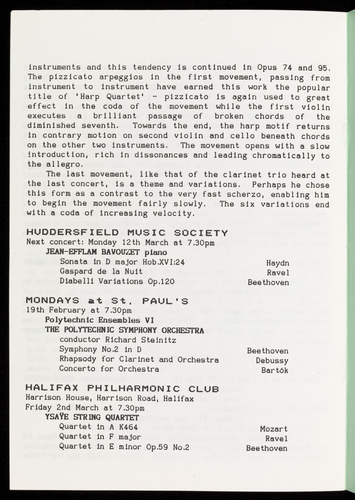 instruments and this tendency is continued in Opus 74 and 95.
The pizzicato arpeggios in the first movement, passing from
instrument to instrument have earned this work the popular
title of 'Harp Quartet' - pizzicato is again used to great
effect in the coda of the movement while the first violin
executes a brilliant passage of broken chords of the
diminished seventh. Towards the end, the harp motif returns
in contrary motion on second violin and cello beneath chords
on the other two instruments. The movement opens with a slow
introduction, rich in dissonances and leading chromatically to
the allegro.
The last movement, like that of the clarinet trio heard at
the last concert, is a theme and variations. Perhaps he chose
this form as a contrast to the very fast scherzo, enabling him
to begin the movement fairly slowly. The six variations end
with a coda of increasing velocity.
HUDDERSFIELD MUSIC SOCIETY
Next concert: Monday 12th March at 7.30pm
JEAN-EFFLAM BAVOUZET piano
Sonata in D major Hob.XVI:24 Haydn
Gaspard de la Nuit Ravel
Diabelli Variations Op.120 Beethoven
MONDAYS at St. PAUL'S
19th February at 7.30pm
Polytechnic Ensembles VI
THE POLYTECHNIC SYMPHONY ORCHESTRA
conductor Richard Steinitz
Symphony No.2 in D Beethoven
Rhapsody for Clarinet and Orchestra Debussy
Concerto for Orchestra Bartók
HALIFAX PHILHARMONIC CLUB
Harrison House, Harrison Road, Halifax
Friday 2nd March at 7.30pm
YSAŸE STRING QUARTET
Quartet in A K464 Mozart
Quartet in F major Ravel
Quartet in E minor Op.59 No.2 Beethoven